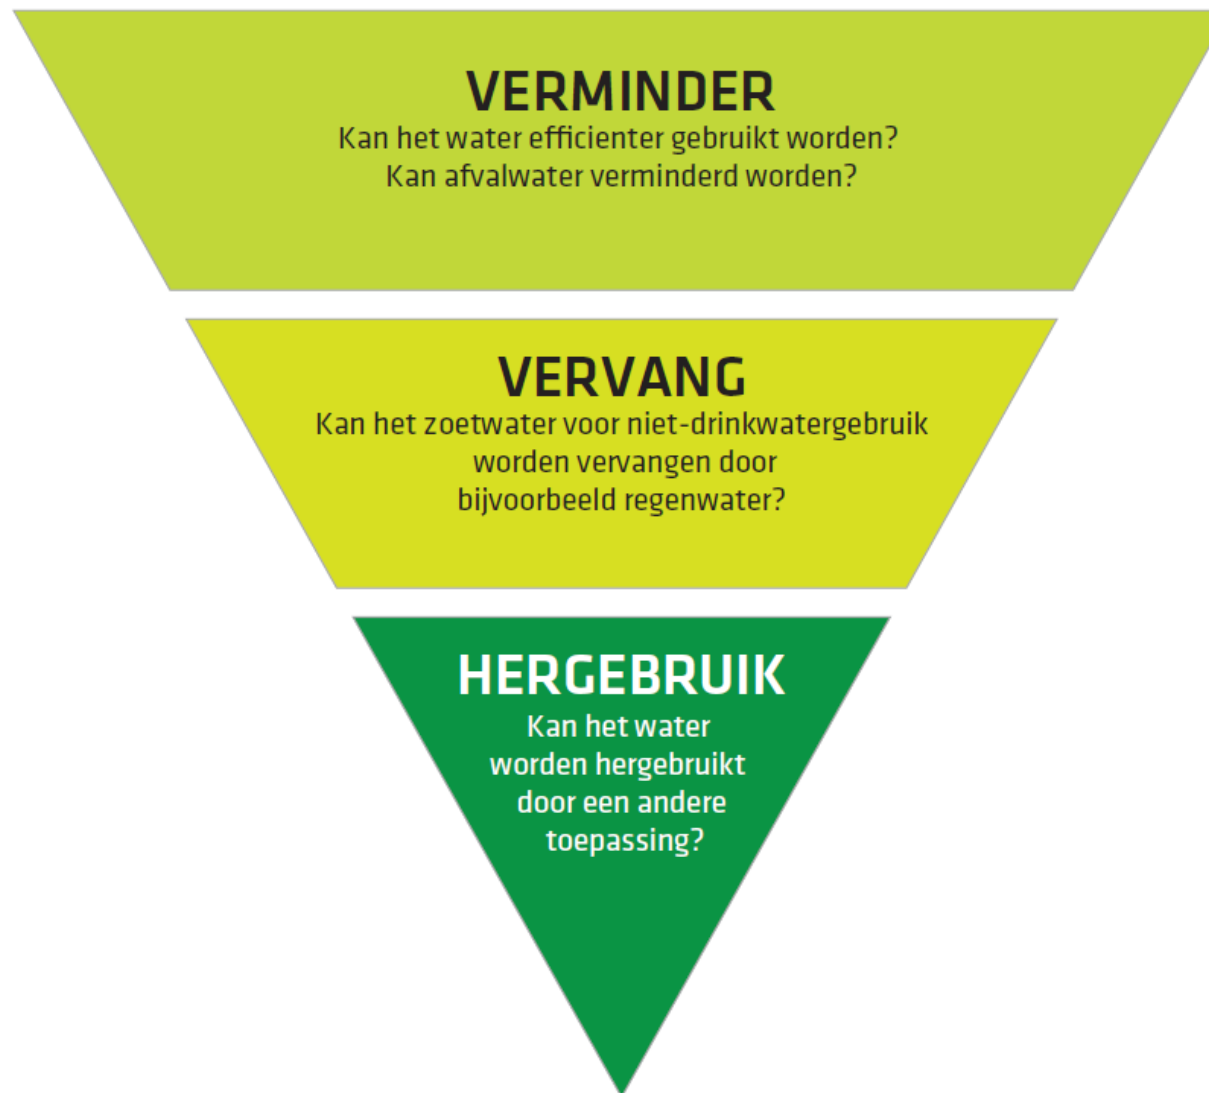 VERMINDER
Kan het water efficienter gebruikt worden?
Kan afvalwater verminderd worden?
VERVANG
Kan het zoetwater voor niet-drinkwatergebruik
worden vervangen door
bijvoorbeeld regenwater?
HERGEBRUIK
Kan het water
worden hergebruikt
door een andere
toepassing?